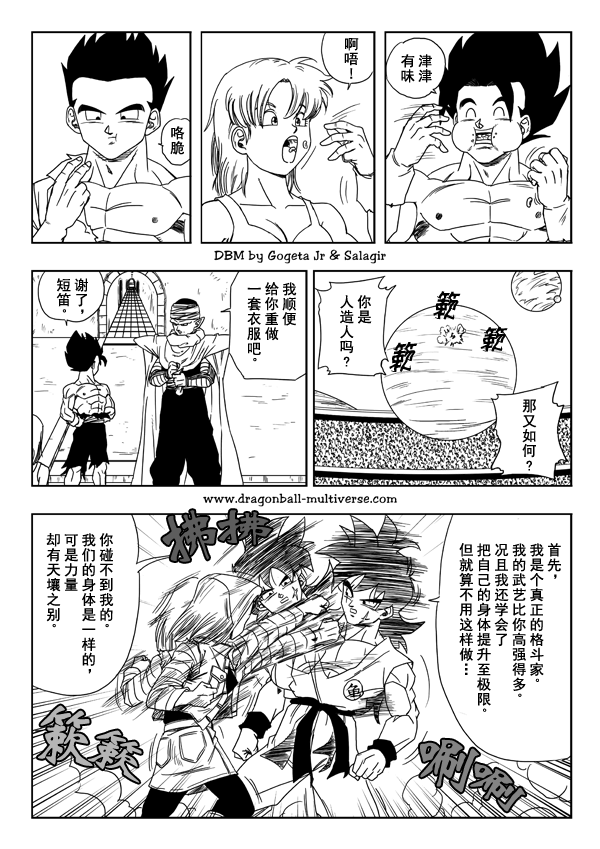 津津
有味
啊唔！
咯脆
DBM by Gogeta Jr & Salagir
你是
人造人吗？
範
範
範
那又如何？
我顺便
给你重做
一套衣服吧。
谢了，
短笛。
www.dragonball-multiverse.com
首先，
我是个真正的格斗家。
我的武艺比你高强得多。
况且我还学会了
把自己的身体提升至极限。
但就算不用这样做…
拂拂
你碰不到我的。
我们的身体是一样的，
可是力量
却有天壤之别。
龟
簌簌
唰唰